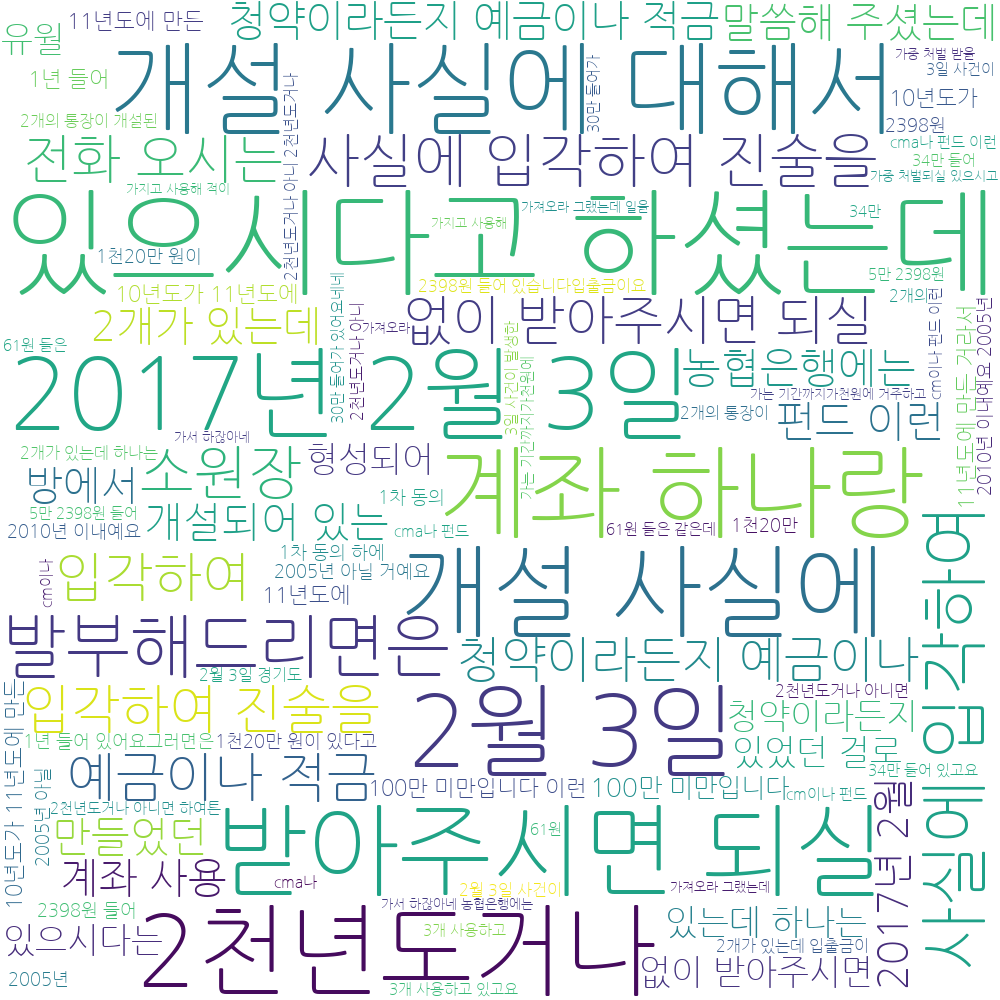 유월
11년도에 만든
청약이라든지 예금이나 적금
말씀해 주셨는데
1년 들어
개설 사실에 대해서
30만 들어가
가중 처벌 받을
3일 사건이
10년도가
2개의 통장이 개설된
전화 오시는
2천년도거나 아니 2천년도거나
사실에 입각하여 진술을
2398원
cma나 펀드 이런
34만 들어
가중 처벌되실 있으시고
가지고 사용해 적이
있으시다고 하셨는데
가져오라 그랬는데 일을
34만
가지고 사용해
1천20만 원이
5만 2398원
10년도가 11년도에
30만 들어가 있어요네네
2398원 들어 있습니다입출금이요
2개의
cm이나 펀드 이런
11년도에 만든 거라서
2010년 이내예요 2005년
2개가 있는데
2천년도거나 아니
가져오라
없이 받아주시면 되실
61원 들은
2017년 2월 3일
3일 사건이 발생한
가는 기간까지가천원에
농협은행에는
가는 기간까지가천원에 거주하고
2개의 통장이
펀드 이런
가서 하잖아네
2개가 있는데 하나는
소원장
형성되어
계좌 하나랑
방에서
1차 동의
5만 2398원 들어
개설되어 있는
cma나 펀드
61원 들은 같은데
1천20만
2010년 이내예요
1차 동의 하에
2005년 아닐 거예요
개설 사실에
사실에 입각하여
cm이나
입각하여
11년도에
발부해드리면은
청약이라든지 예금이나
2월 3일 경기도
10년도가 11년도에 만든
입각하여 진술을
2월 3일
2천년도거나 아니면
청약이라든지
1년 들어 있어요그러면은
1천20만 원이 있다고
있었던 걸로
2005년 아닐
예금이나 적금
100만 미만입니다 이런
100만 미만입니다
cm이나 펀드
34만 들어 있고요
2017년 2월
2천년도거나 아니면 하여튼
만들었던
받아주시면 되실
61원
계좌 사용
cma나
2월 3일 사건이
가져오라 그랬는데
2398원 들어
2천년도거나
가서 하잖아네 농협은행에는
있는데 하나는
있으시다는
3개 사용하고
2개가 있는데 입출금이
없이 받아주시면
2005년
3개 사용하고 있고요